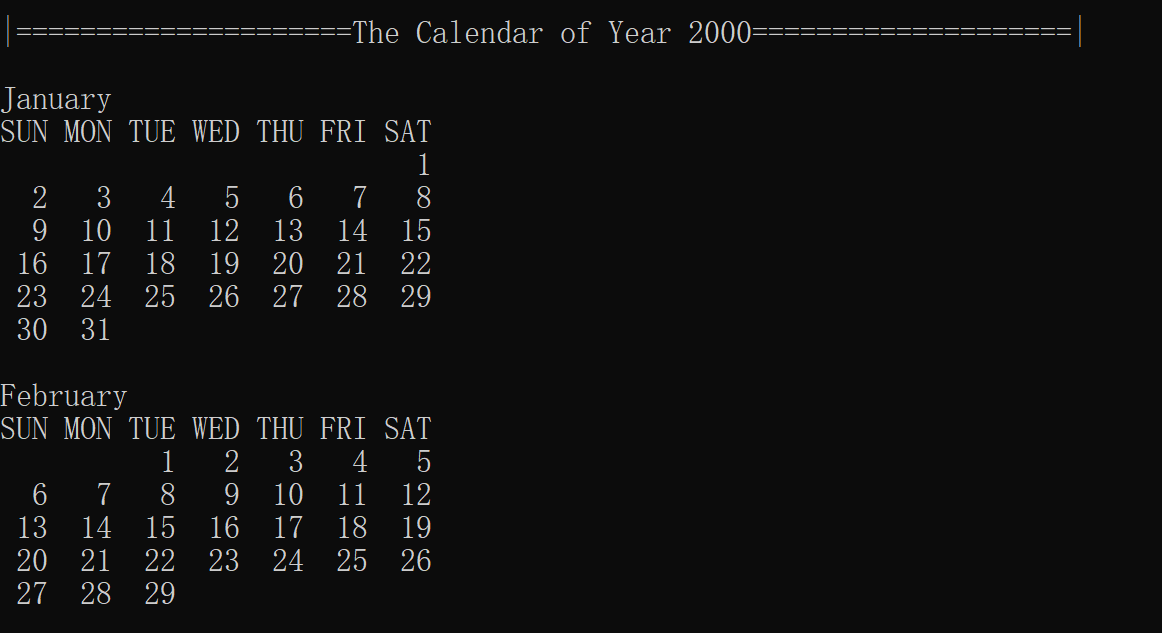 |=====================The Calendar of Year 2000====================|
January
SUN MON TUE WED THU FRI SAT
                          1
  2   3   4   5   6   7   8
  9  10  11  12  13  14  15
 16  17  18  19  20  21  22
 23  24  25  26  27  28  29
 30  31
February
SUN MON TUE WED THU FRI SAT
          1   2   3   4   5
  6   7   8   9  10  11  12
 13  14  15  16  17  18  19
 20  21  22  23  24  25  26
 27  28  29